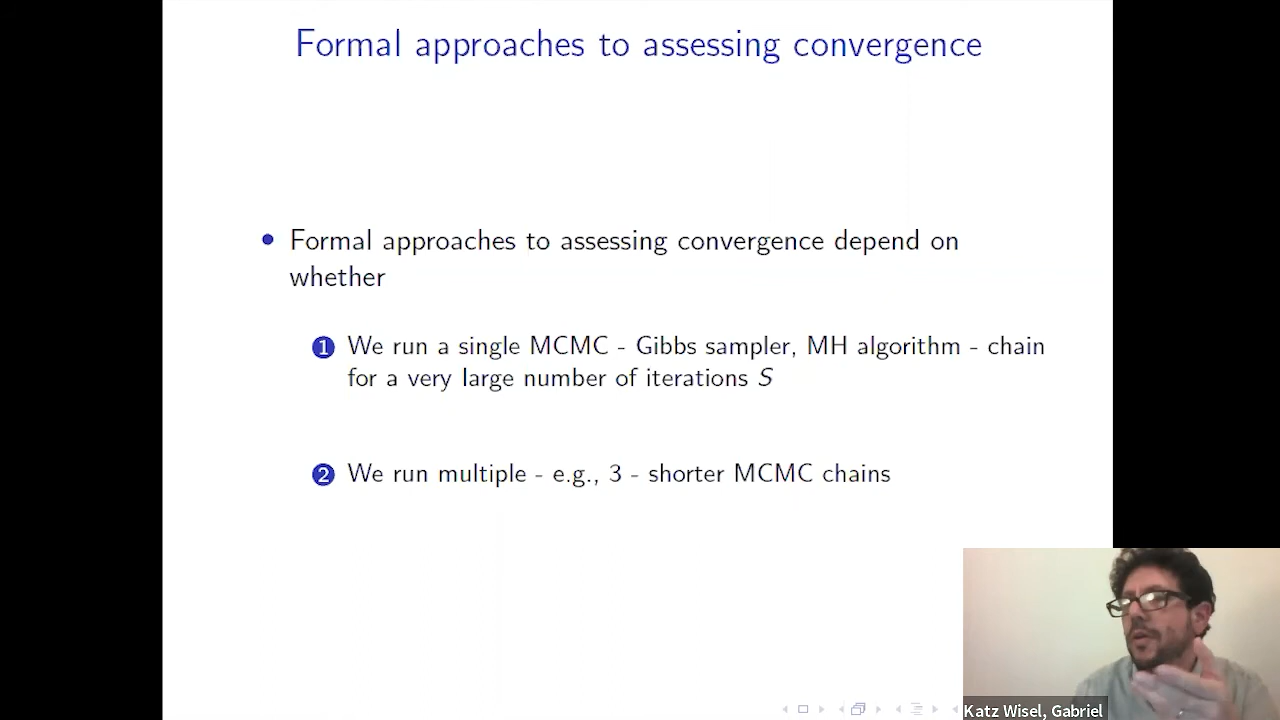 Formal approaches to assessing convergence
Formal approaches to assessing convergence depend on
whether
1 We run a single MCMC - Gibbs sampler, MH algorithm - chain
for a very large number of iterations S
2 We run multiple - e.g., 3 - shorter MCMC chains
Katz Wisel, Gabriel